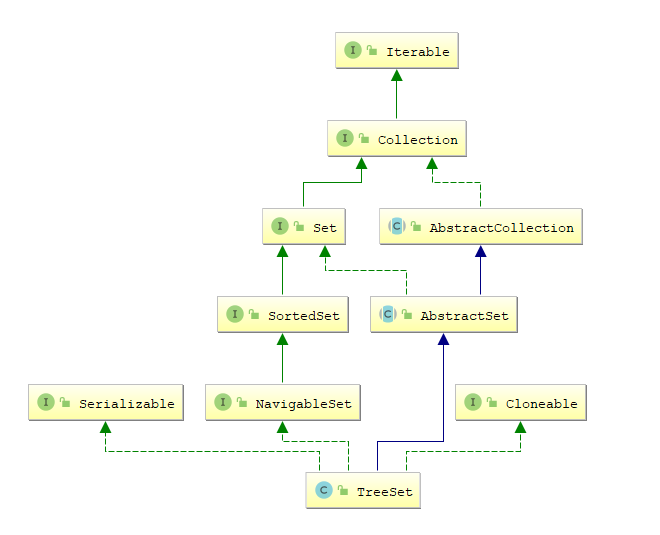 I Iterable
I Collection
I Set
C AbstractCollection
I SortedSet
C AbstractSet
I Serializable
I NavigableSet
I Cloneable
C TreeSet